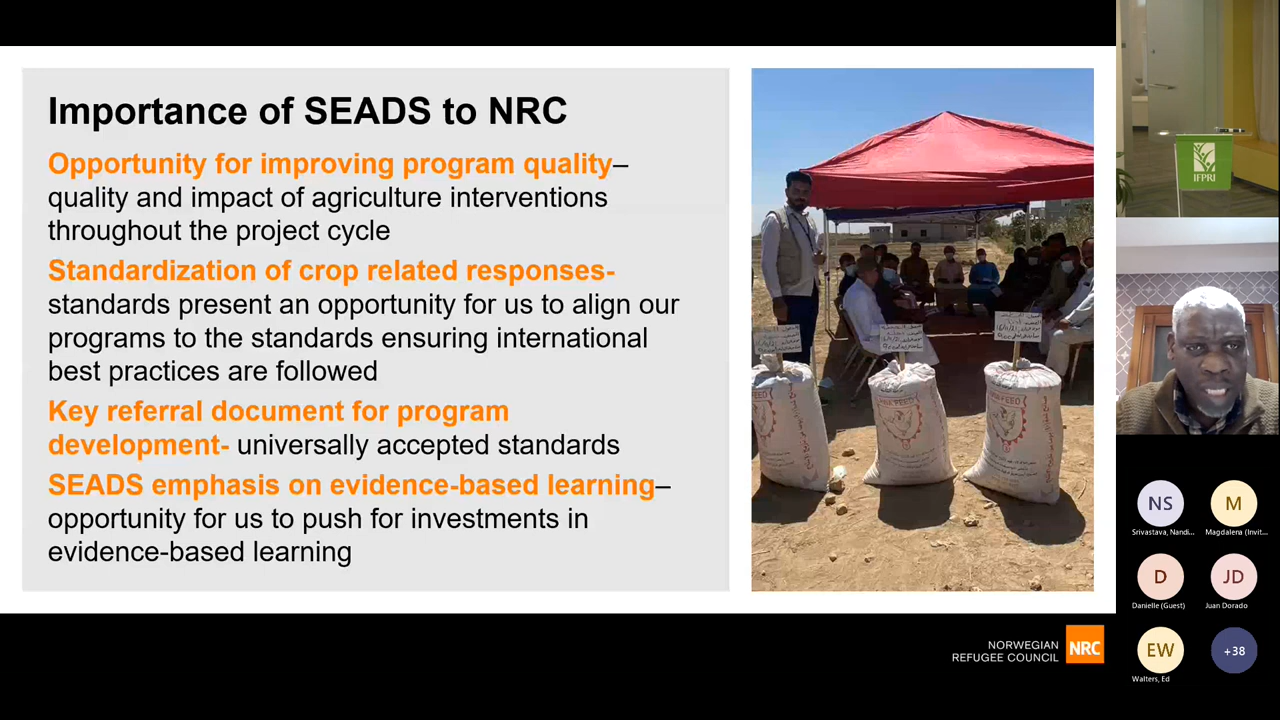 Importance of SEADS to NRC
Opportunity for improving program quality–
quality and impact of agriculture interventions
throughout the project cycle
Standardization of crop related responses-
standards present an opportunity for us to align our
programs to the standards ensuring international
best practices are followed
Key referral document for program
development- universally accepted standards
SEADS emphasis on evidence-based learning–
opportunity for us to push for investments in
evidence-based learning
NORWEGIAN
REFUGEE COUNCIL
NRC
IFPRI
NS
Srivastava, Nandi...
M
Magdalena (Invit...
D
Danielle (Guest)
JD
Juan Dorado
EW
Walters, Ed
+38